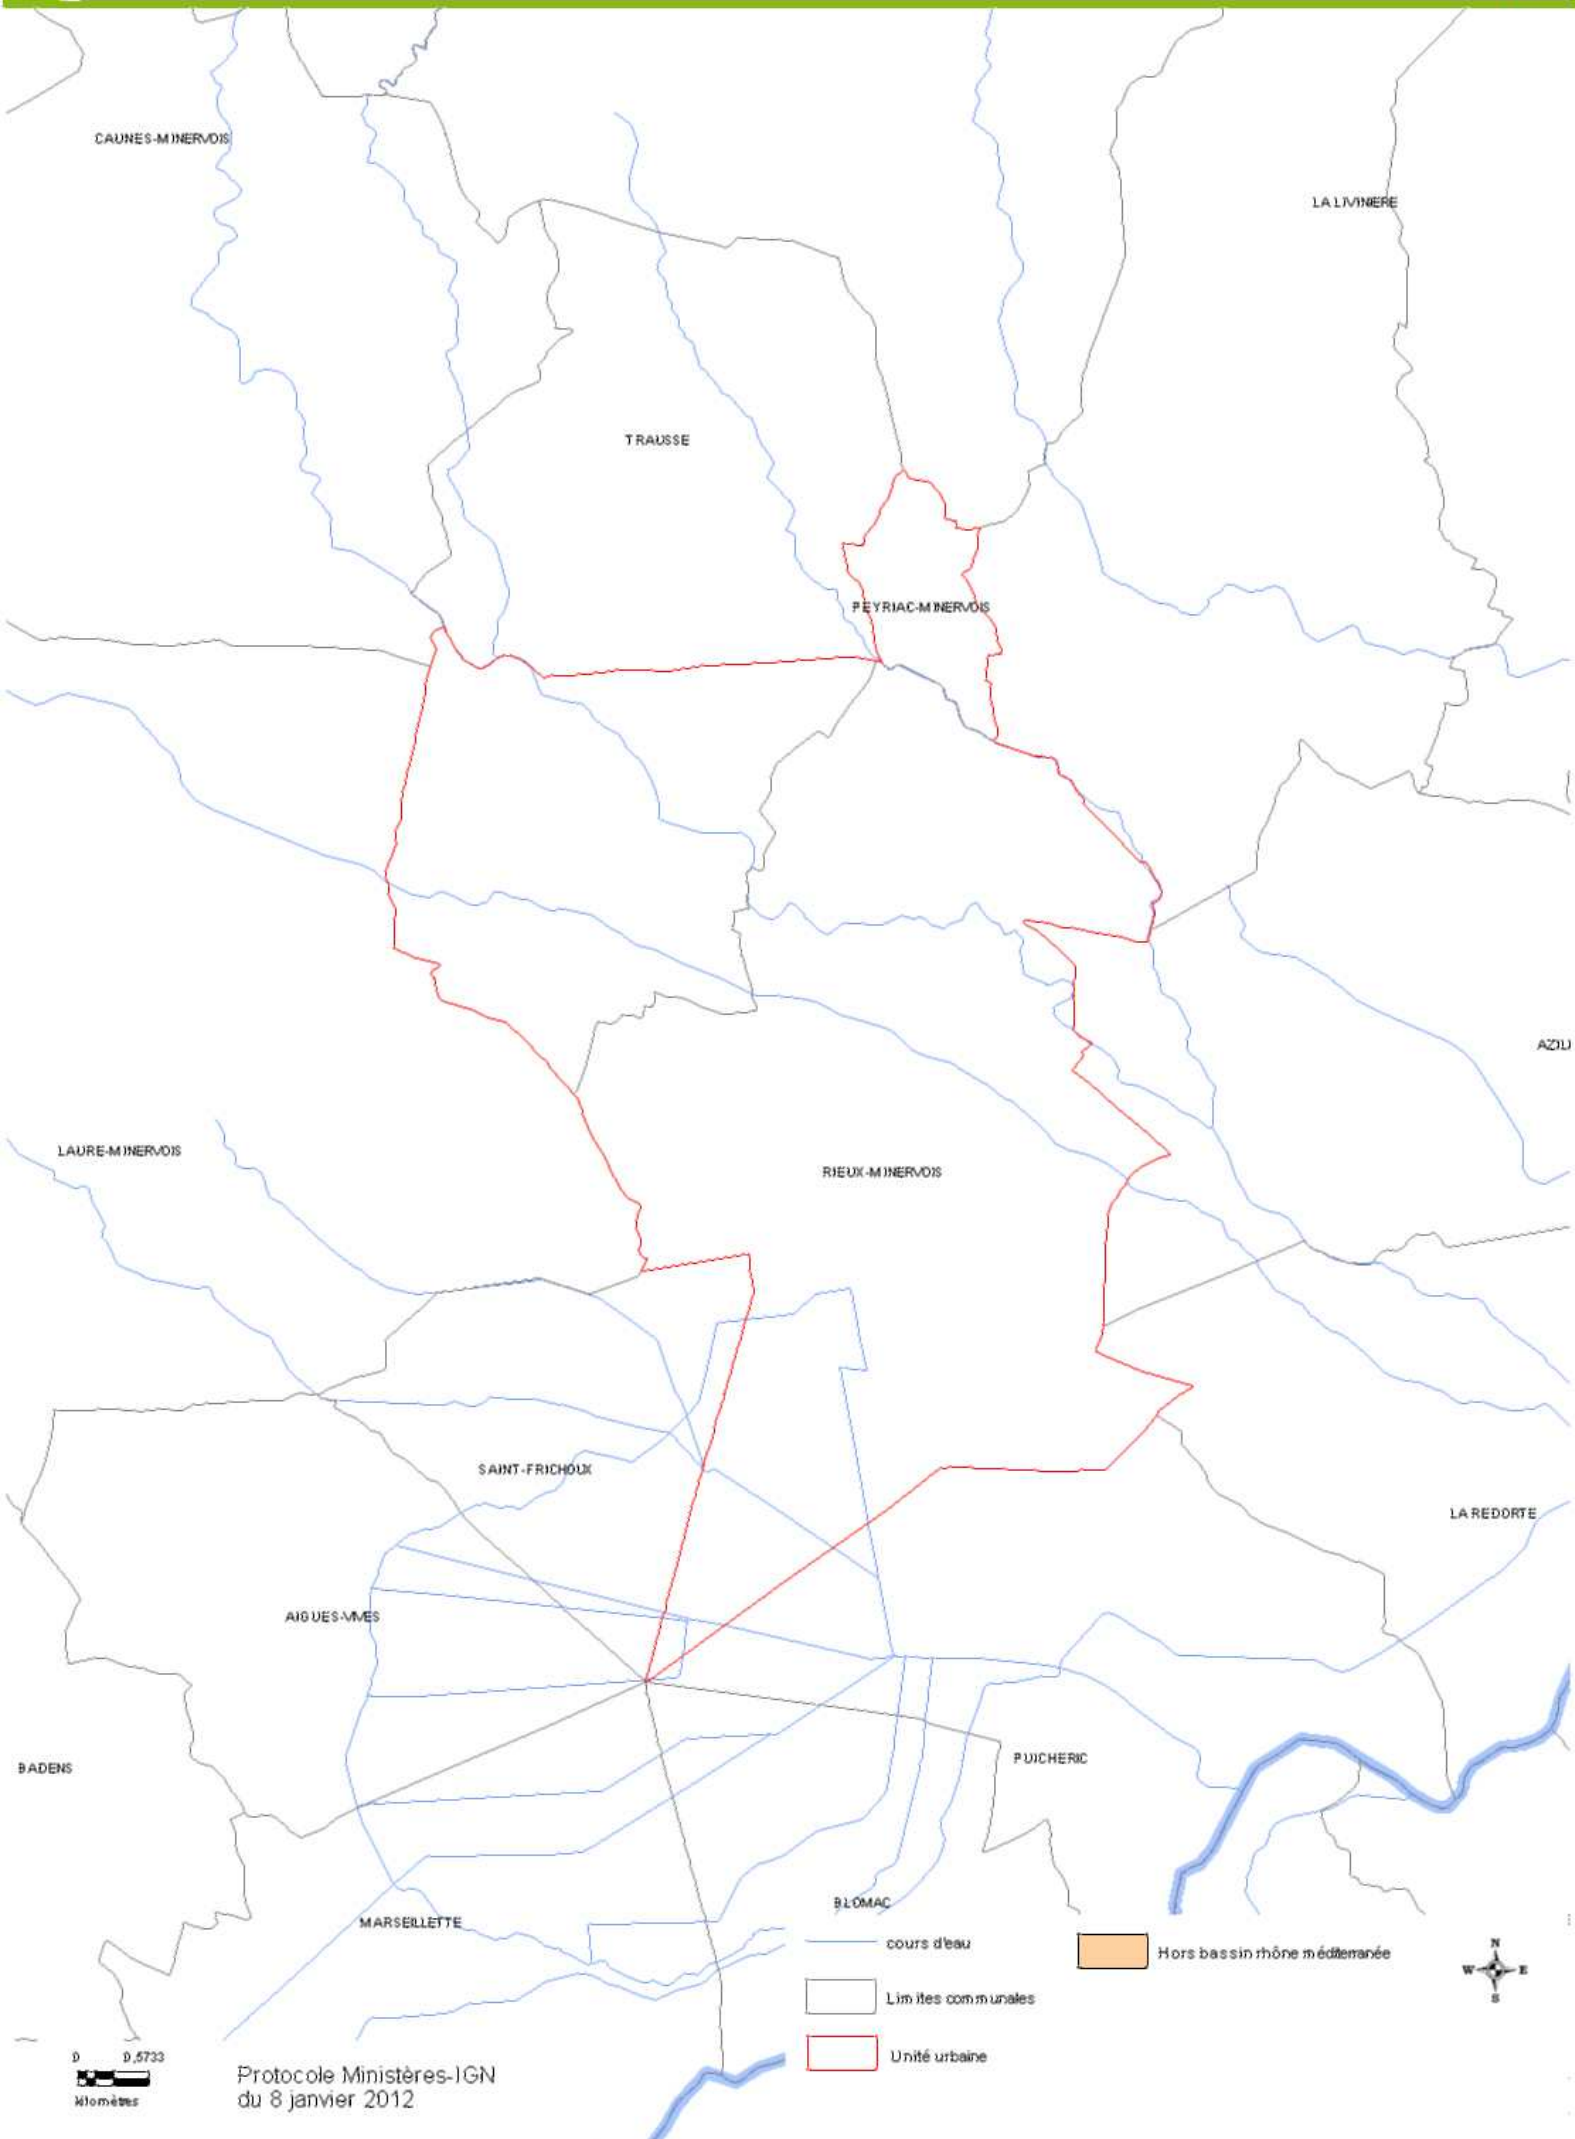 CAUNES-MINERVOIS
LA LIVINIERE
TRAUSSE
PEYRIAC-MINERVOIS
LAURE-MINERVOIS
RIEUX-MINERVOIS
SAINT-FRICHOUX
LA REDORTE
AIGUES-VIVES
BADENS
PUICHERIC
BLOMAC
MARSEILLETTE
cours d'eau
Hors bassin rhône méditerranée
N
W E
S
Limites communales
Unité urbaine
0 0,5733
kilomètres
Protocole Ministères-IGN
du 8 janvier 2012